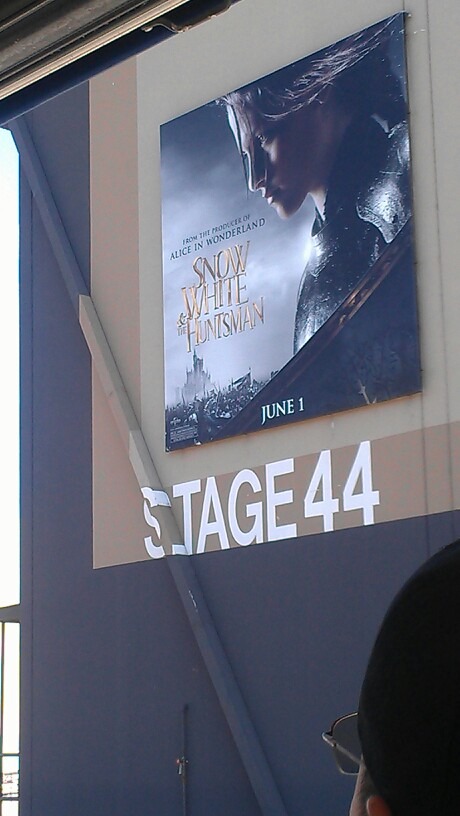 FROM THE PRODUCER OF
ALICE IN WONDERLAND
SNOW
WHITE
& THE HUNTSMAN
JUNE 1
STAGE 44